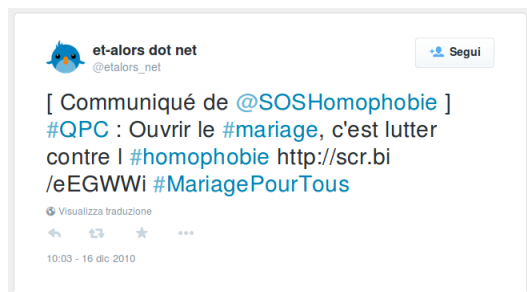 et-alors dot net
@etalors_net
Segui
[ Communiqué de @SOSHomophobie ]
#QPC : Ouvrir le #mariage, c'est lutter
contre l #homophobie http://scr.bi
/eEGWWi #MariagePourTous
Visualizza traduzione
10:03 - 16 dic 2010